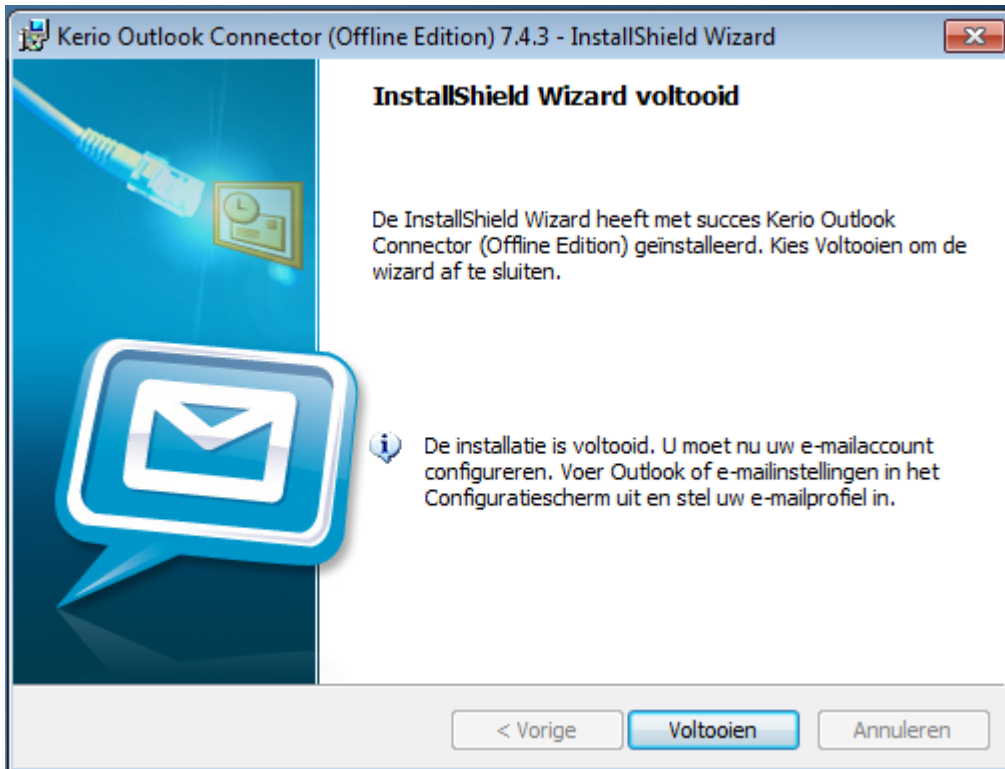 Kerio Outlook Connector (Offline Edition) 7.4.3 - InstallShield Wizard
InstallShield Wizard voltooid
De InstallShield Wizard heeft met succes Kerio Outlook
Connector (Offline Edition) geïnstalleerd. Kies Voltooien om de
wizard af te sluiten.
De installatie is voltooid. U moet nu uw e-mailaccount
configureren. Voer Outlook of e-mailinstellingen in het
Configuratiescherm uit en stel uw e-mailprofiel in.
< Vorige
Voltooien
Annuleren